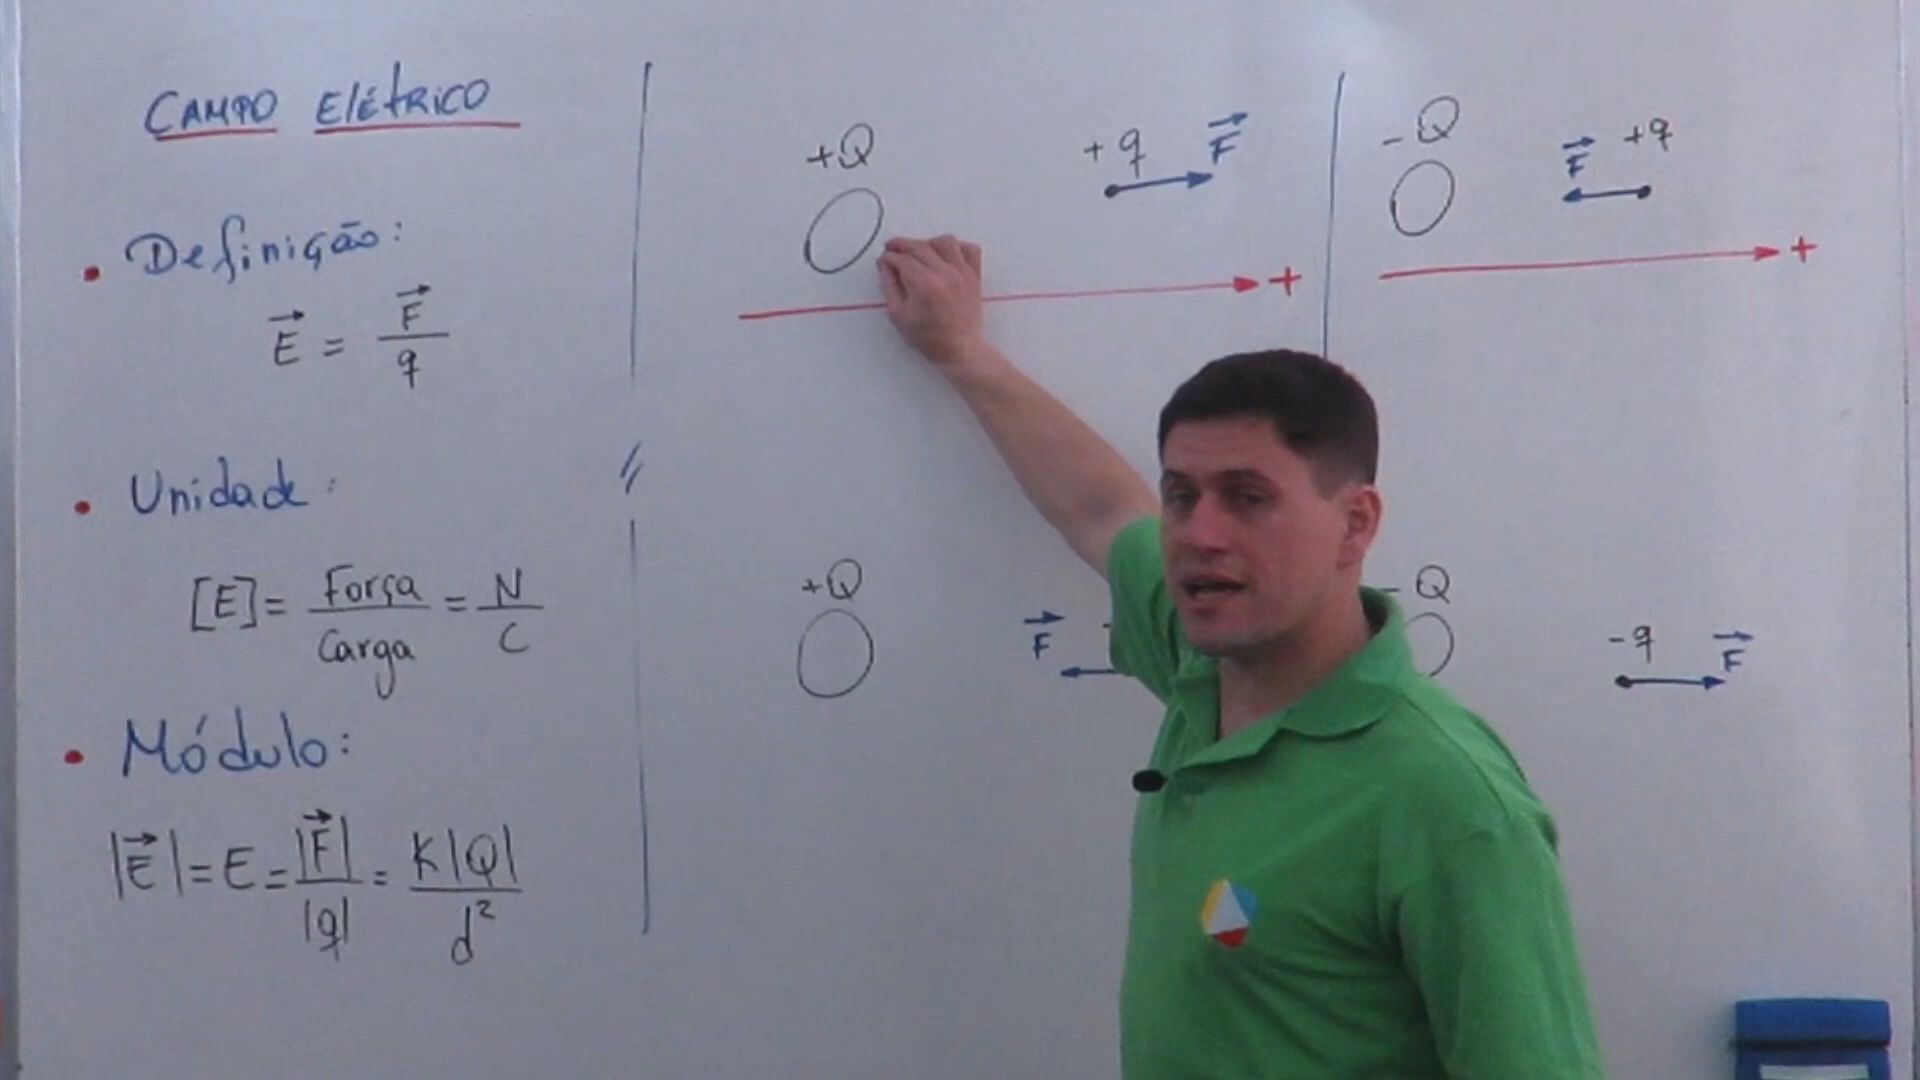 CAMPO ELÉTRICO
• Definição:
E⃗ = F⃗/q
• Unidade:
[E] = Força/Carga = N/C
• Módulo:
|E⃗| = E = |F⃗|/|q| = K|Q|/d²
+Q +q F⃗
+
-Q F⃗ +q
+
+Q F⃗
-Q -q F⃗